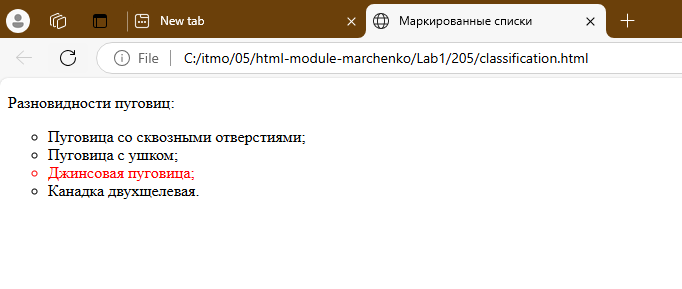 New tab
Маркированные списки
File
C:/itmo/05/html-module-marchenko/Lab1/205/classification.html
Разновидности пуговиц:
Пуговица со сквозными отверстиями;
Пуговица с ушком;
Джинсовая пуговица;
Канадка двухщелевая.